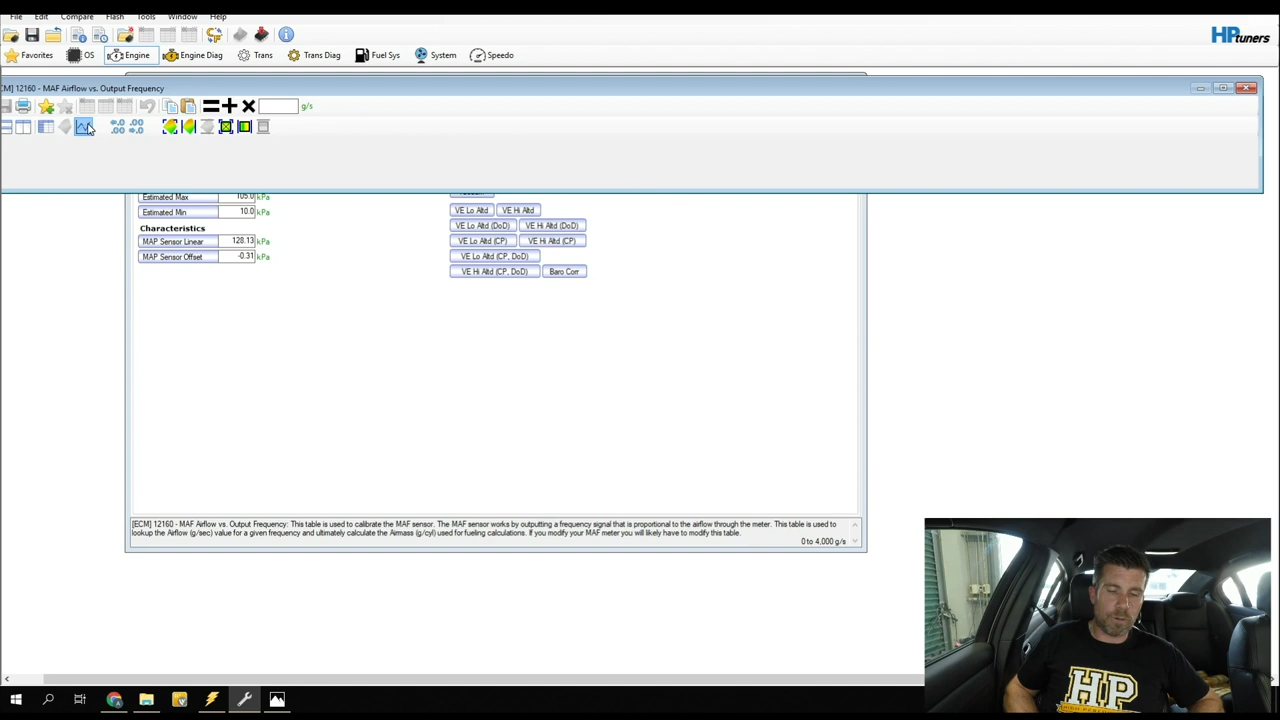 File Edit Compare Flash Tools Window Help
HPtuners
Favorites OS Engine Engine Diag Trans Trans Diag Fuel Sys System Speedo
[ECM] 12160 - MAF Airflow vs. Output Frequency
g/s
Estimated Max 105.0 kPa
VE Lo Altd VE Hi Altd
Estimated Min 10.0 kPa
VE Lo Altd (DoD) VE Hi Altd (DoD)
Characteristics
MAP Sensor Linear 128.13 kPa
VE Lo Altd (CP) VE Hi Altd (CP)
MAP Sensor Offset -0.31 kPa
VE Lo Altd (CP, DoD)
VE Hi Altd (CP, DoD) Baro Corr
[ECM] 12160 - MAF Airflow vs. Output Frequency: This table is used to calibrate the MAF sensor. The MAF sensor works by outputting a frequency signal that is proportional to the airflow through the meter. This table is used to
lookup the Airflow (g/sec) value for a given frequency and ultimately calculate the Airmass (g/cyl) used for fueling calculations. If you modify your MAF meter you will likely have to modify this table.
0 to 4,000 g/s
HP